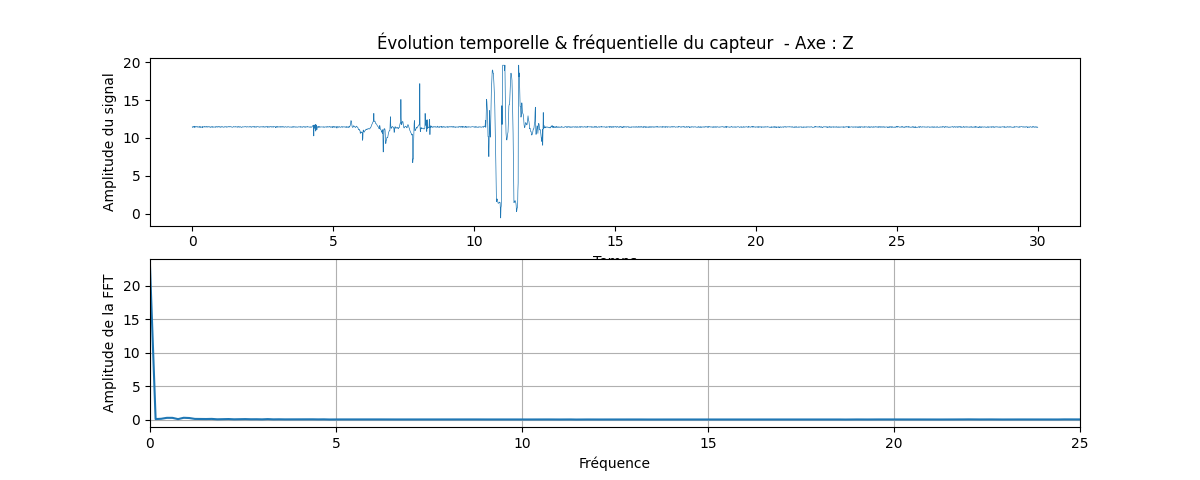 Évolution temporelle & fréquentielle du capteur - Axe : Z
Amplitude du signal
20
15
10
5
0
0 5 10 15 20 25 30
Amplitude de la FFT
20
15
10
5
0
0 5 10 15 20 25
Fréquence